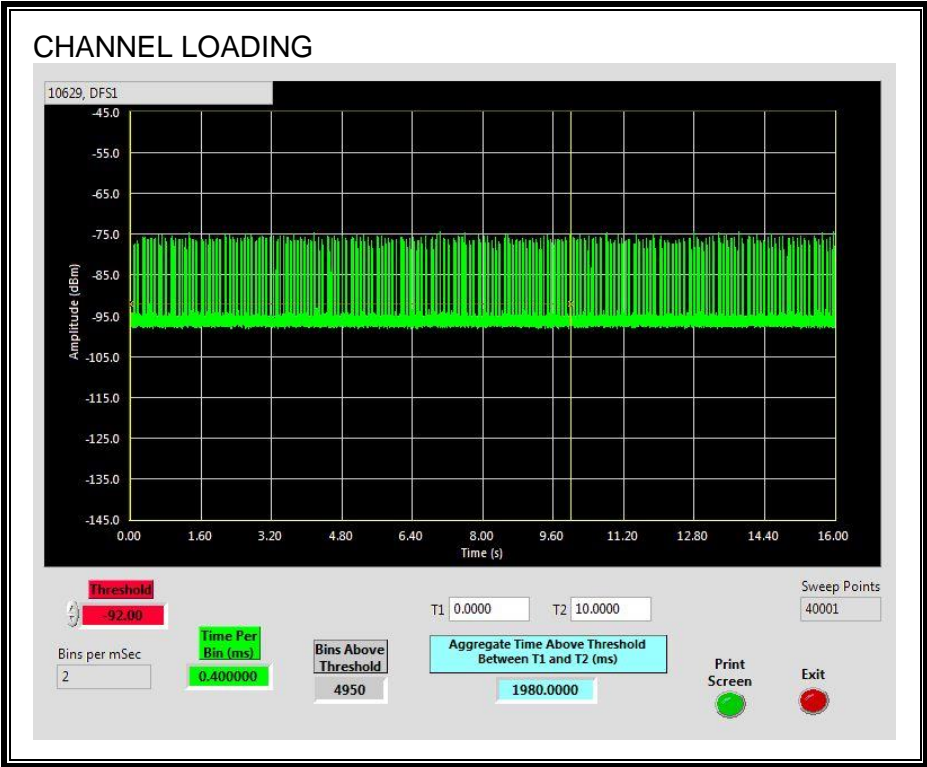 CHANNEL LOADING
10629, DFS1
Amplitude (dBm)
-45.0
-55.0
-65.0
-75.0
-85.0
-95.0
-105.0
-115.0
-125.0
-135.0
-145.0
0.00 1.60 3.20 4.80 6.40 8.00 9.60 11.20 12.80 14.40 16.00
Time (s)
Threshold
-92.00
Bins per mSec
2
Time Per
Bin (ms)
0.400000
Bins Above
Threshold
4950
T1 0.0000 T2 10.0000
Aggregate Time Above Threshold
Between T1 and T2 (ms)
1980.0000
Sweep Points
40001
Print
Screen
Exit